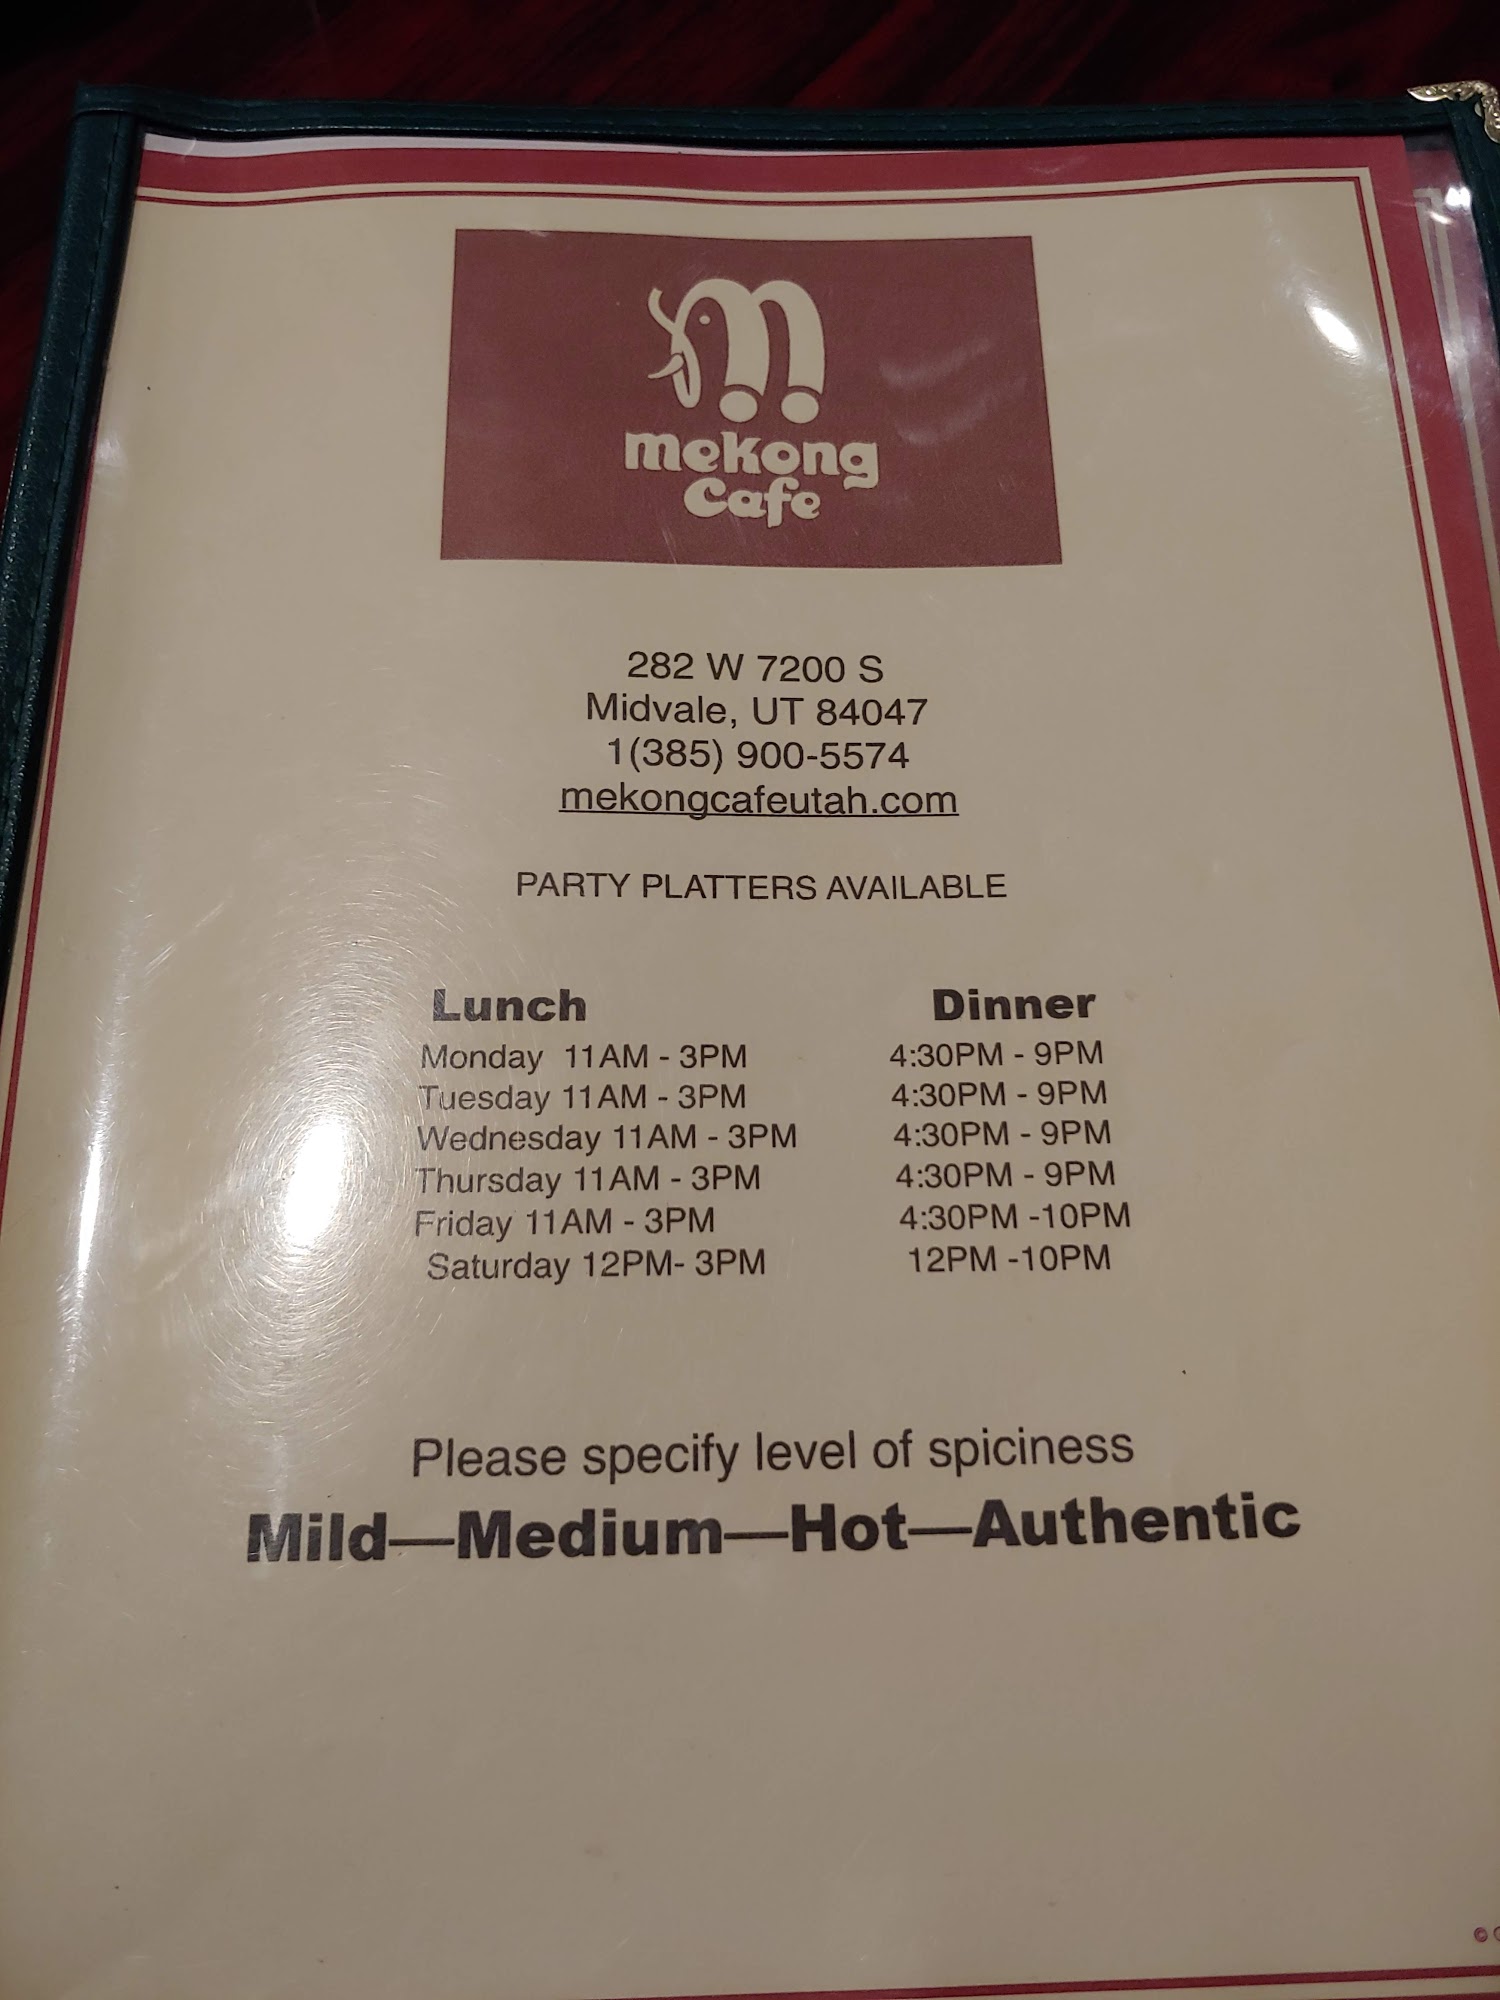 mekong
Cafe
282 W 7200 S
Midvale, UT 84047
1(385) 900-5574
mekongcafeutah.com
PARTY PLATTERS AVAILABLE
Lunch Dinner
Monday 11AM - 3PM 4:30PM - 9PM
Tuesday 11AM - 3PM 4:30PM - 9PM
Wednesday 11AM - 3PM 4:30PM - 9PM
Thursday 11AM - 3PM 4:30PM - 9PM
Friday 11AM - 3PM 4:30PM -10PM
Saturday 12PM- 3PM 12PM -10PM
Please specify level of spiciness
Mild—Medium—Hot—Authentic
©